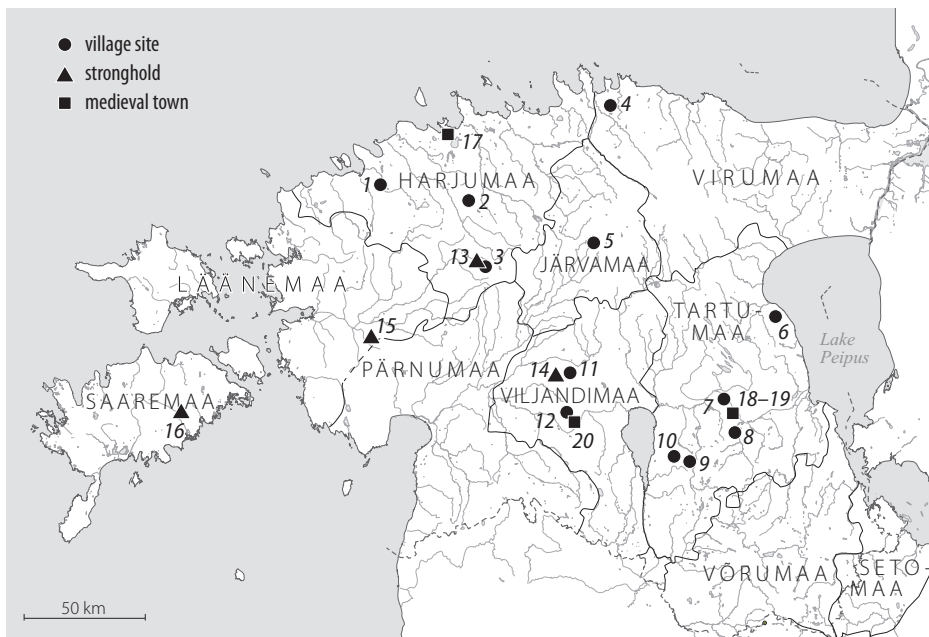 village site
stronghold
medieval town
4
17
1
HARJUMAA
VIRUMAA
2
5
13
3
JÄRVAMAA
LÄÄNEMAA
TARTU-
MAA
6
15
Lake
Peipus
PÄRNUMAA
14
11
SAAREMAA
VILJANDIMAA
18–19
7
16
12
20
8
10
9
VÕRUMAA
SETO-
MAA
50 km